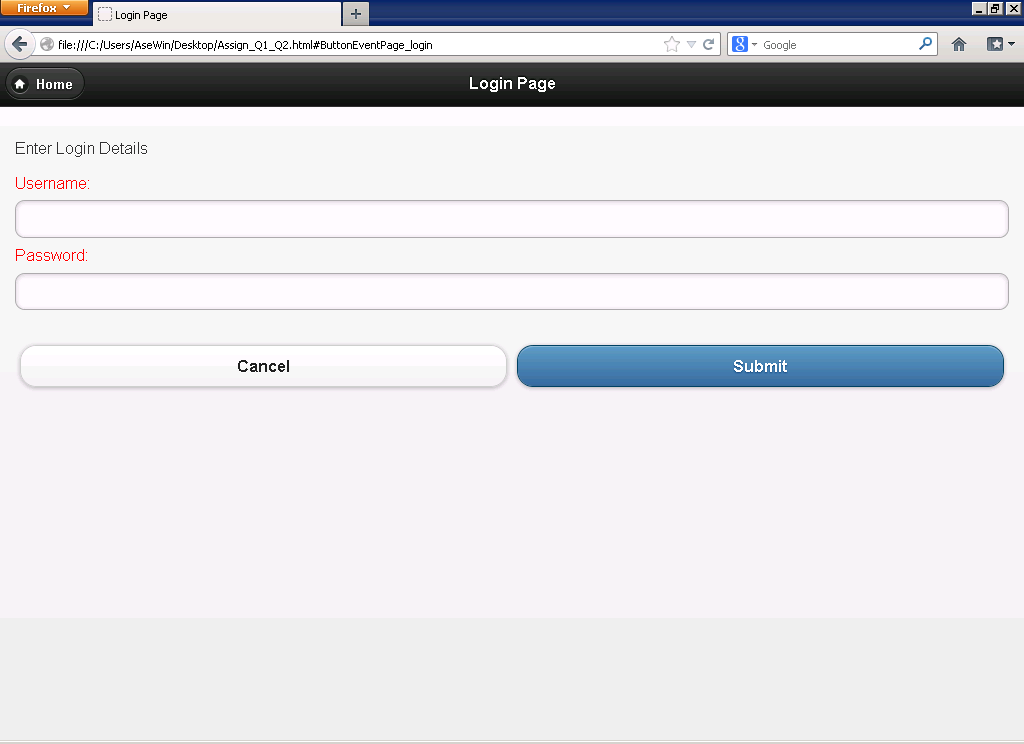 Firefox
Login Page
file:///C:/Users/AseWin/Desktop/Assign_Q1_Q2.html#ButtonEventPage_login
8
Google
Home
Login Page
Enter Login Details
Username:
Password:
Cancel
Submit